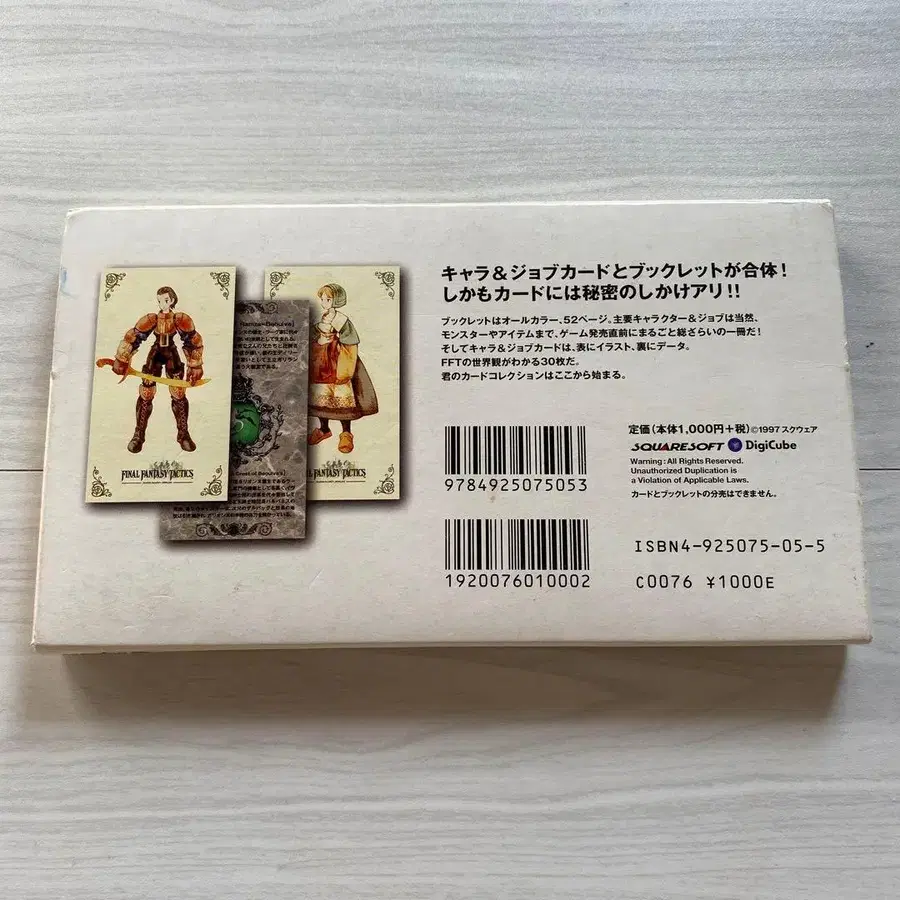 キャラ＆ジョブカードとブックレットが合体！
しかもカードには秘密のしかけアリ!!
ブックレットはオールカラー、52ページ、主要キャラクター＆ジョブは当然、
モンスターやアイテムまで、ゲーム発売直前にまるごと総ざらいの一冊だ！
そしてキャラ＆ジョブカードは、表にイラスト、裏にデータ。
FFTの世界観がわかる30枚だ。
君のカードコレクションはここから始まる。
FINAL FANTASY TACTICS
FINAL FANTASY TACTICS
9784925075053
1920076010002
定価（本体1,000円＋税）©1997 スクウェア
SQUARESOFT DigiCube
Warning : All Rights Reserved.
Unauthorized Duplication is
a Violation of Applicable Laws.
カードとブックレットの分売はできません。
ISBN4-925075-05-5
C0076 ¥1000E